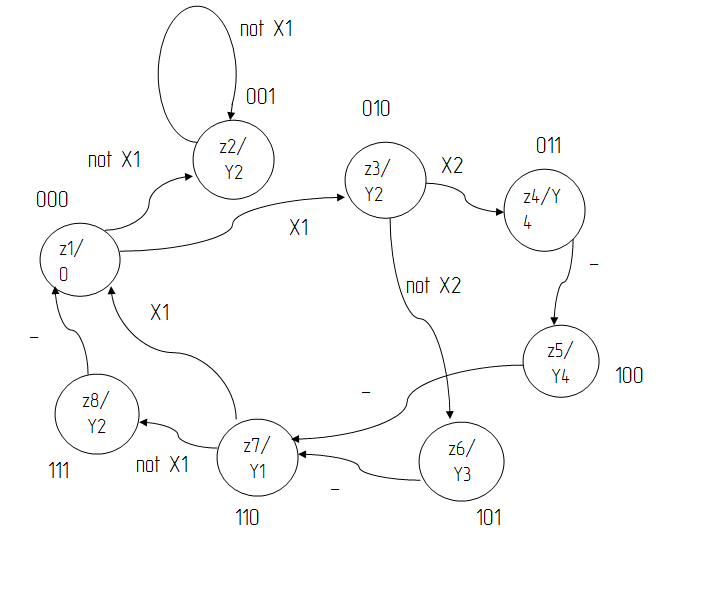 not X1
001
z2/
Y2
not X1
010
z3/
Y2
X2
011
z4/Y
4
000
z1/
0
X1
–
not X2
X1
–
z5/
Y4
100
–
z8/
Y2
111
not X1
z7/
Y1
110
–
z6/
Y3
101